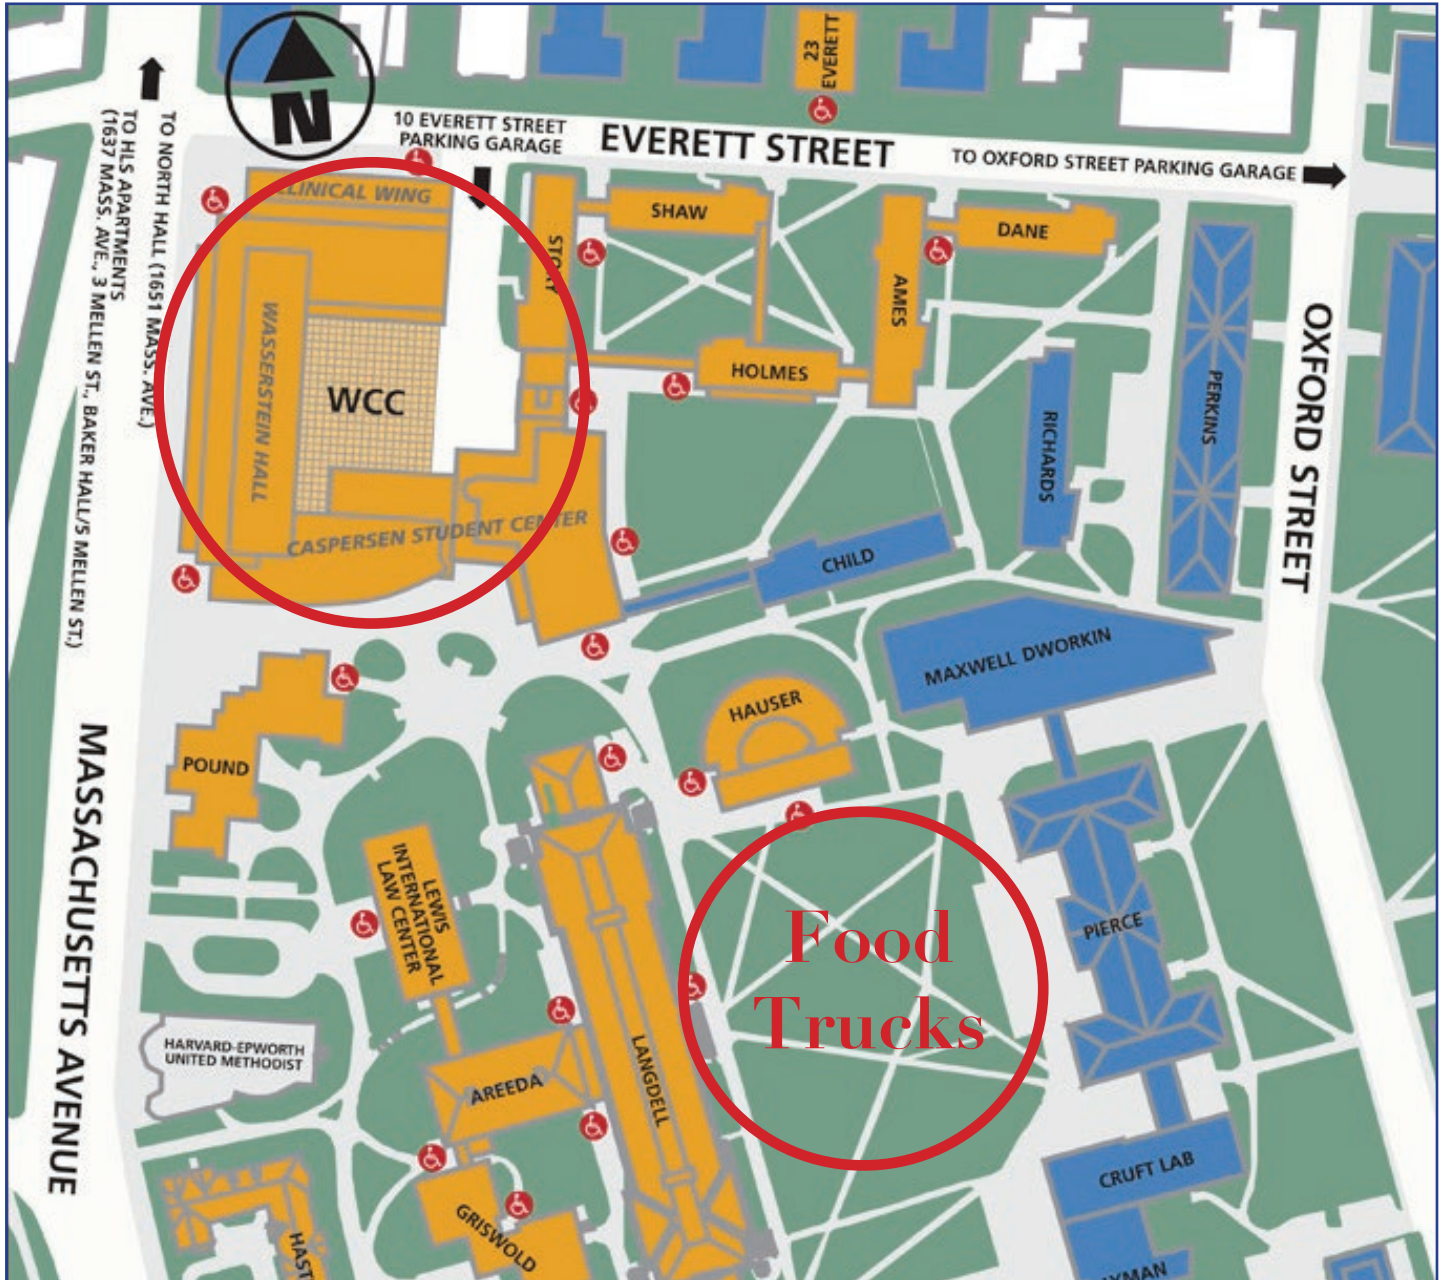 23
EVERETT
N
10 EVERETT STREET
PARKING GARAGE
EVERETT STREET
TO OXFORD STREET PARKING GARAGE
TO NORTH HALL (1651 MASS. AVE.)
TO HLS APARTMENTS
(1637 MASS. AVE., 3 MELLEN ST., BAKER HALL/5 MELLEN ST.)
CLINICAL WING
STORY
SHAW
AMES
DANE
WASSERSTEIN HALL
WCC
HOLMES
RICHARDS
PERKINS
OXFORD STREET
CASPERSEN STUDENT CENTER
CHILD
MAXWELL DWORKIN
HAUSER
POUND
MASSACHUSETTS AVENUE
LEWIS
INTERNATIONAL
LAW CENTER
Food
Trucks
PIERCE
HARVARD-EPWORTH
UNITED METHODIST
AREEDA
LANGDELL
CRUFT LAB
GRISWOLD
HAST
YMAN